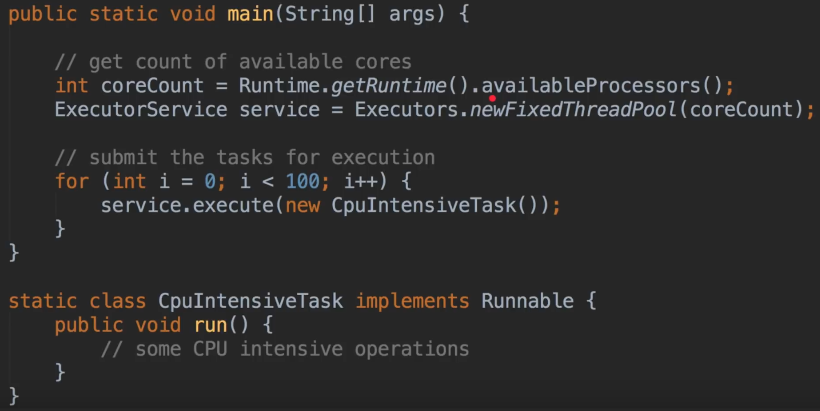 public static void main(String[] args) {
// get count of available cores
int coreCount = Runtime.getRuntime().availableProcessors();
ExecutorService service = Executors.newFixedThreadPool(coreCount);
// submit the tasks for execution
for (int i = 0; i < 100; i++) {
service.execute(new CpuIntensiveTask());
}
}
static class CpuIntensiveTask implements Runnable {
public void run() {
// some CPU intensive operations
}
}